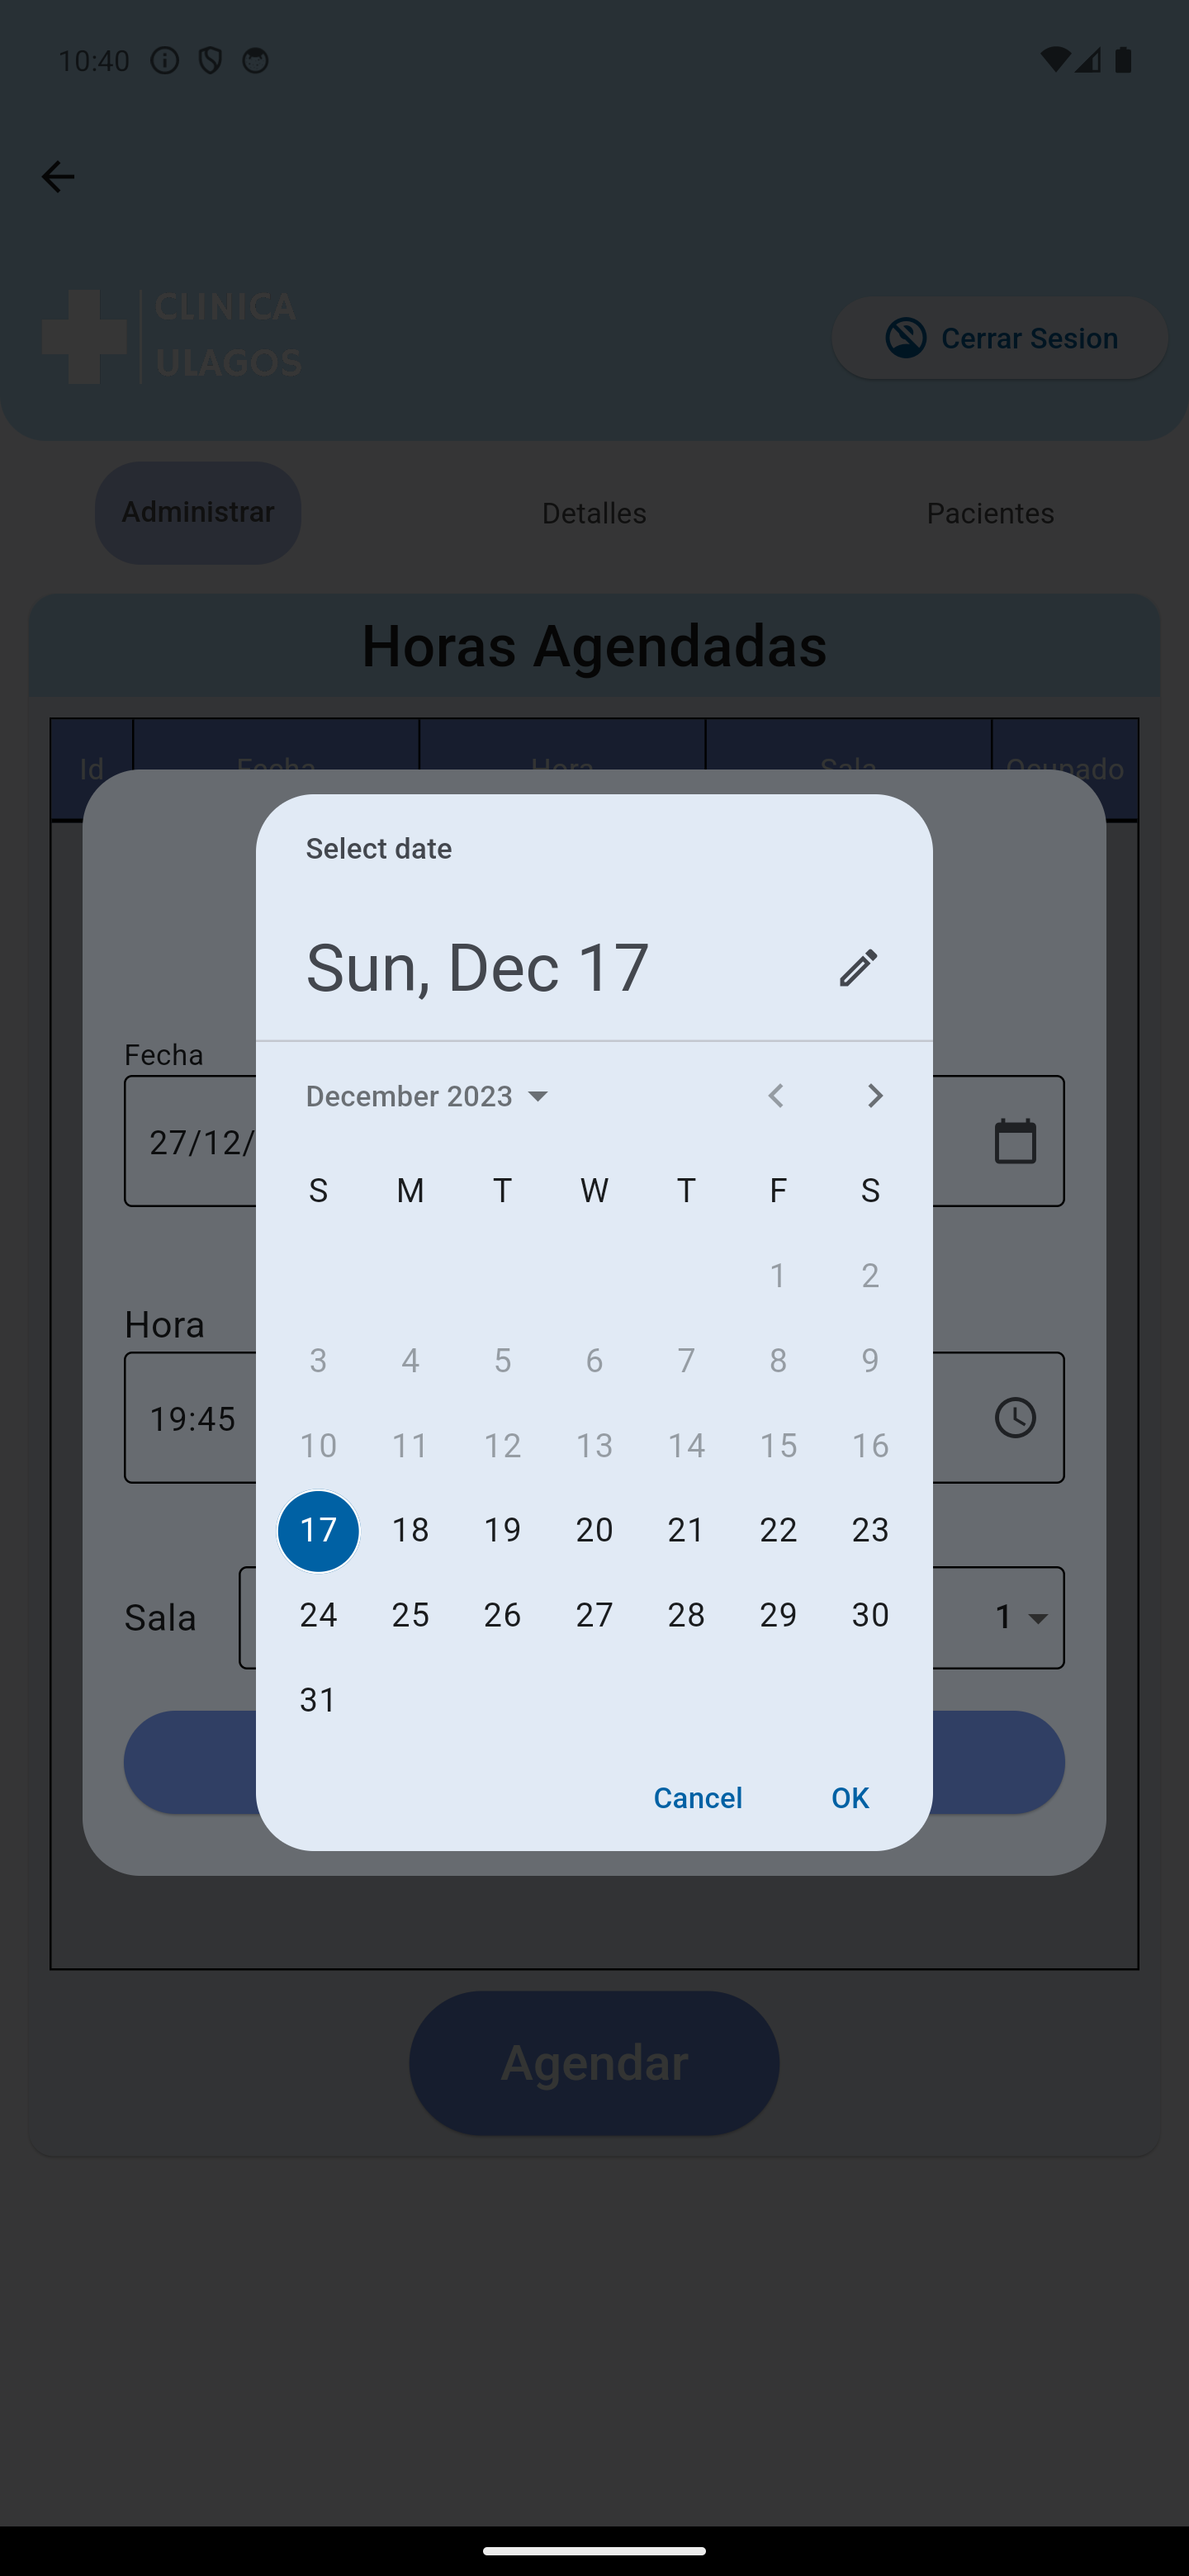 10:40
CLINICA
ULAGOS
Cerrar Sesion
Administrar Detalles Pacientes
Horas Agendadas
Id Fecha Hora Sala Ocupado
Select date
Sun, Dec 17
Fecha
December 2023
27/12/
S M T W T F S
1 2
Hora
3 4 5 6 7 8 9
19:45
10 11 12 13 14 15 16
17 18 19 20 21 22 23
24 25 26 27 28 29 30
Sala 1
31
Cancel OK
Agendar